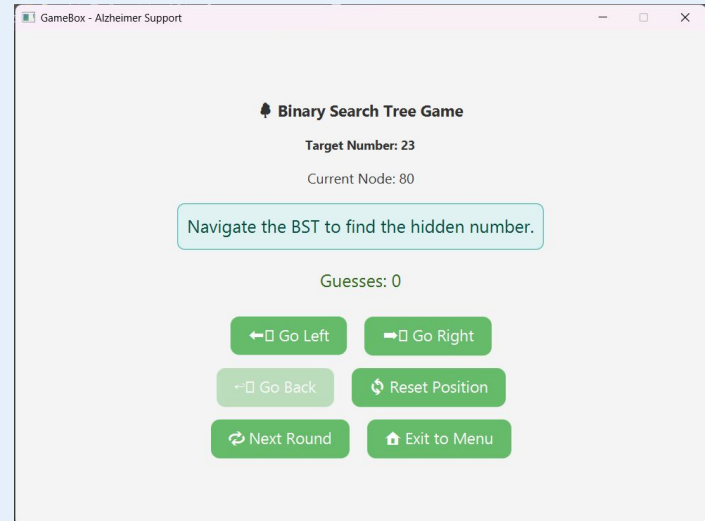 GameBox - Alzheimer Support
Binary Search Tree Game
Target Number: 23
Current Node: 80
Navigate the BST to find the hidden number.
Guesses: 0
Go Left
Go Right
Go Back
Reset Position
Next Round
Exit to Menu